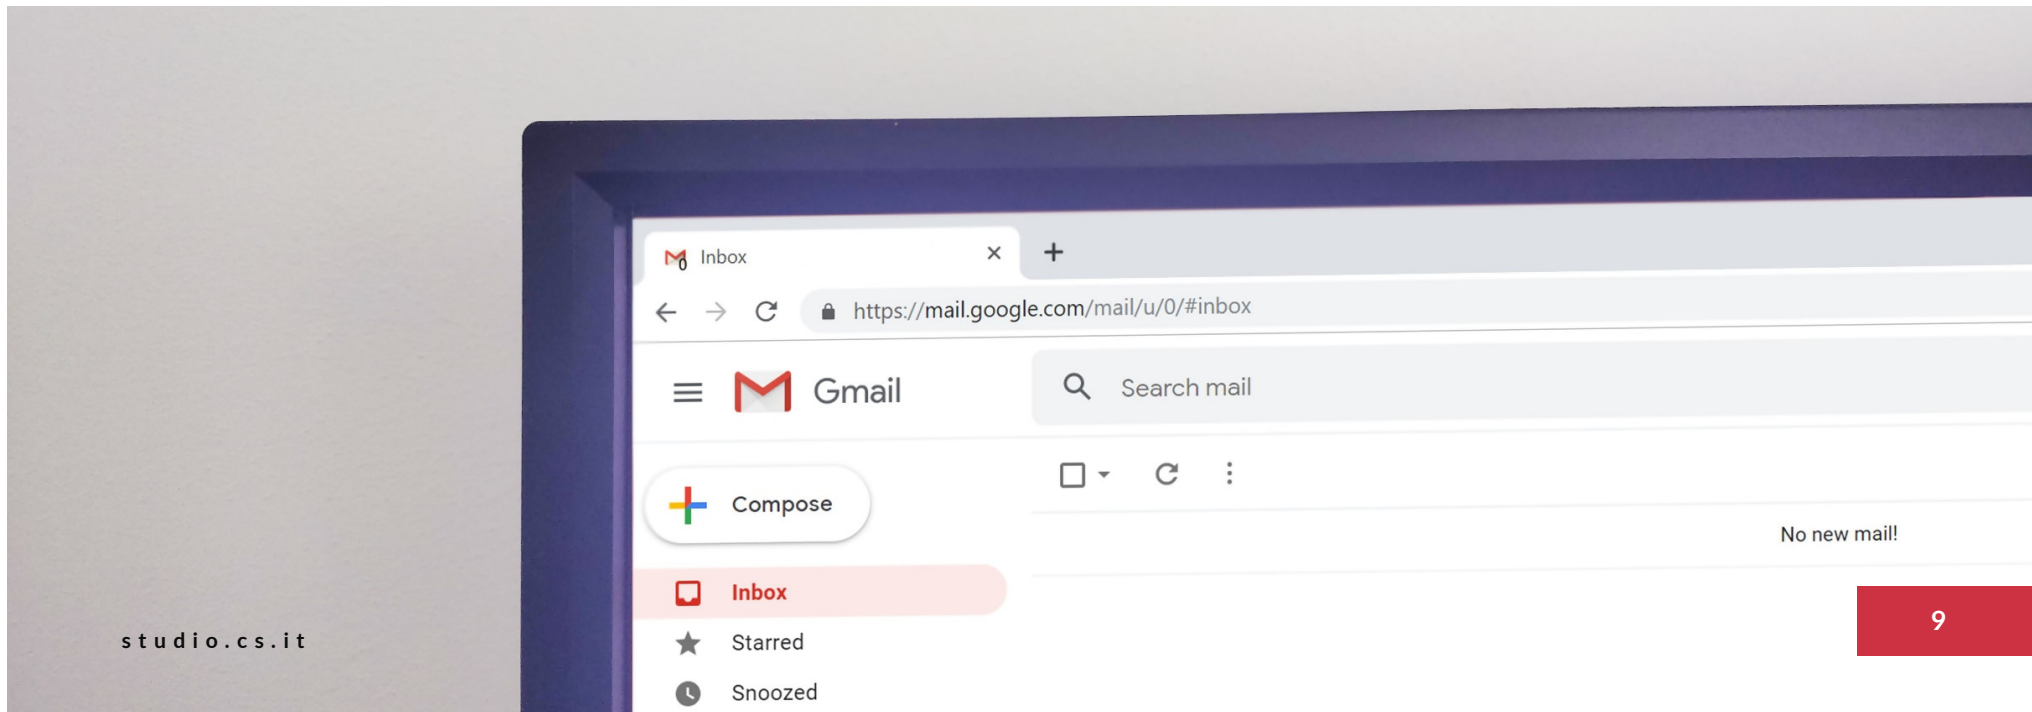 Inbox
https://mail.google.com/mail/u/0/#inbox
Gmail
Search mail
Compose
No new mail!
Inbox
9
studio.cs.it
Starred
Snoozed